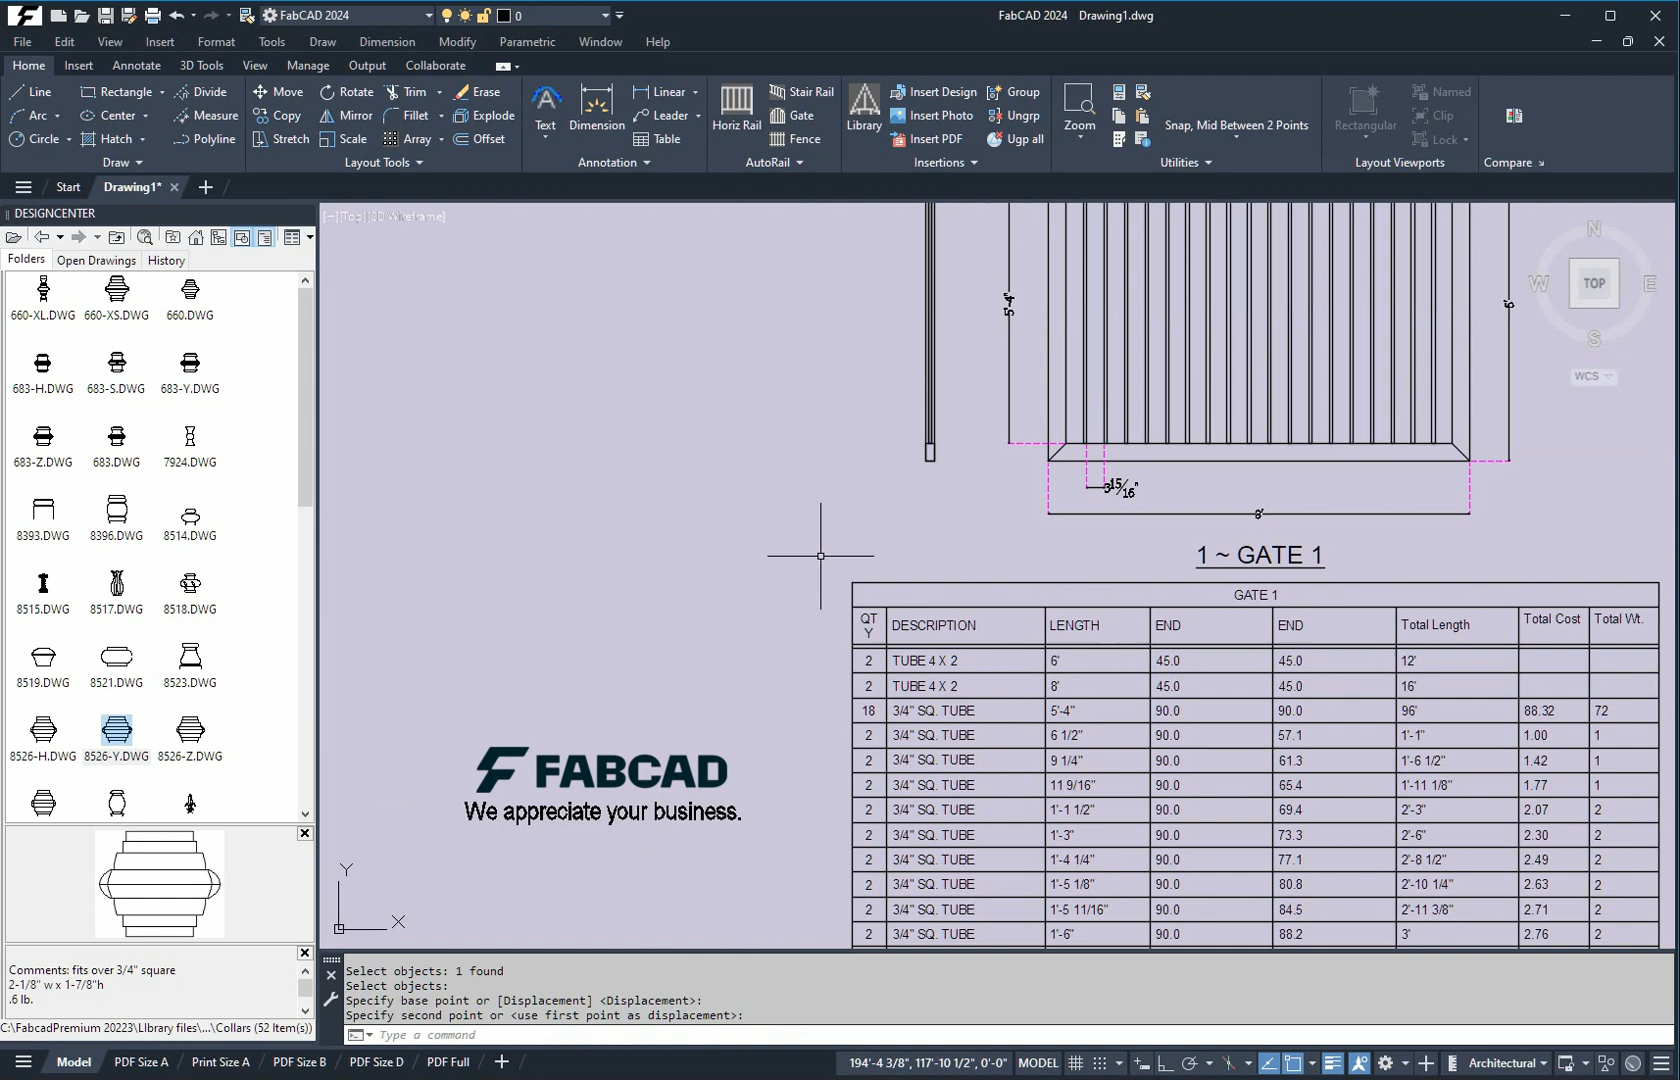 FabCAD 2024
0
FabCAD 2024 Drawing1.dwg
File Edit View Insert Format Tools Draw Dimension Modify Parametric Window Help
Home Insert Annotate 3D Tools View Manage Output Collaborate
Line Rectangle Divide Move Rotate Trim Erase Linear Stair Rail Insert Design Group Named
Arc Center Measure Copy Mirror Fillet Explode Text Dimension Leader Horiz Rail Gate Library Insert Photo Ungrp Zoom Snap, Mid Between 2 Points Rectangular Clip
Circle Hatch Polyline Stretch Scale Array Offset Table Fence Insert PDF Ugp all Lock
Draw Layout Tools Annotation AutoRail Insertions Utilities Layout Viewports Compare
Start Drawing1*
DESIGNCENTER
Folders Open Drawings History
660-XL.DWG 660-XS.DWG 660.DWG
683-H.DWG 683-S.DWG 683-Y.DWG
683-Z.DWG 683.DWG 7924.DWG
8393.DWG 8396.DWG 8514.DWG
8515.DWG 8517.DWG 8518.DWG
8519.DWG 8521.DWG 8523.DWG
8526-H.DWG 8526-Y.DWG 8526-Z.DWG
Comments: fits over 3/4" square
2-1/8" w x 1-7/8"h
.6 lb.
C:\FabcadPremium 20223\LIbrary files\...\Collars (52 Item(s))
[−][Top][2D Wireframe]
N
W TOP E
S
WCS
5'-4"
6'
3 15/16"
8'
1 ~ GATE 1
GATE 1
QTY DESCRIPTION LENGTH END END Total Length Total Cost Total Wt.
2 TUBE 4 X 2 6' 45.0 45.0 12'
2 TUBE 4 X 2 8' 45.0 45.0 16'
18 3/4" SQ. TUBE 5'-4" 90.0 90.0 96' 88.32 72
2 3/4" SQ. TUBE 6 1/2" 90.0 57.1 1'-1" 1.00 1
2 3/4" SQ. TUBE 9 1/4" 90.0 61.3 1'-6 1/2" 1.42 1
2 3/4" SQ. TUBE 11 9/16" 90.0 65.4 1'-11 1/8" 1.77 1
2 3/4" SQ. TUBE 1'-1 1/2" 90.0 69.4 2'-3" 2.07 2
2 3/4" SQ. TUBE 1'-3" 90.0 73.3 2'-6" 2.30 2
2 3/4" SQ. TUBE 1'-4 1/4" 90.0 77.1 2'-8 1/2" 2.49 2
2 3/4" SQ. TUBE 1'-5 1/8" 90.0 80.8 2'-10 1/4" 2.63 2
2 3/4" SQ. TUBE 1'-5 11/16" 90.0 84.5 2'-11 3/8" 2.71 2
2 3/4" SQ. TUBE 1'-6" 90.0 88.2 3' 2.76 2
FABCAD
We appreciate your business.
Y
X
Select objects: 1 found
Select objects:
Specify base point or [Displacement] <Displacement>:
Specify second point or <use first point as displacement>:
Type a command
Model PDF Size A Print Size A PDF Size B PDF Size D PDF Full
194'-4 3/8", 117'-10 1/2", 0'-0" MODEL Architectural